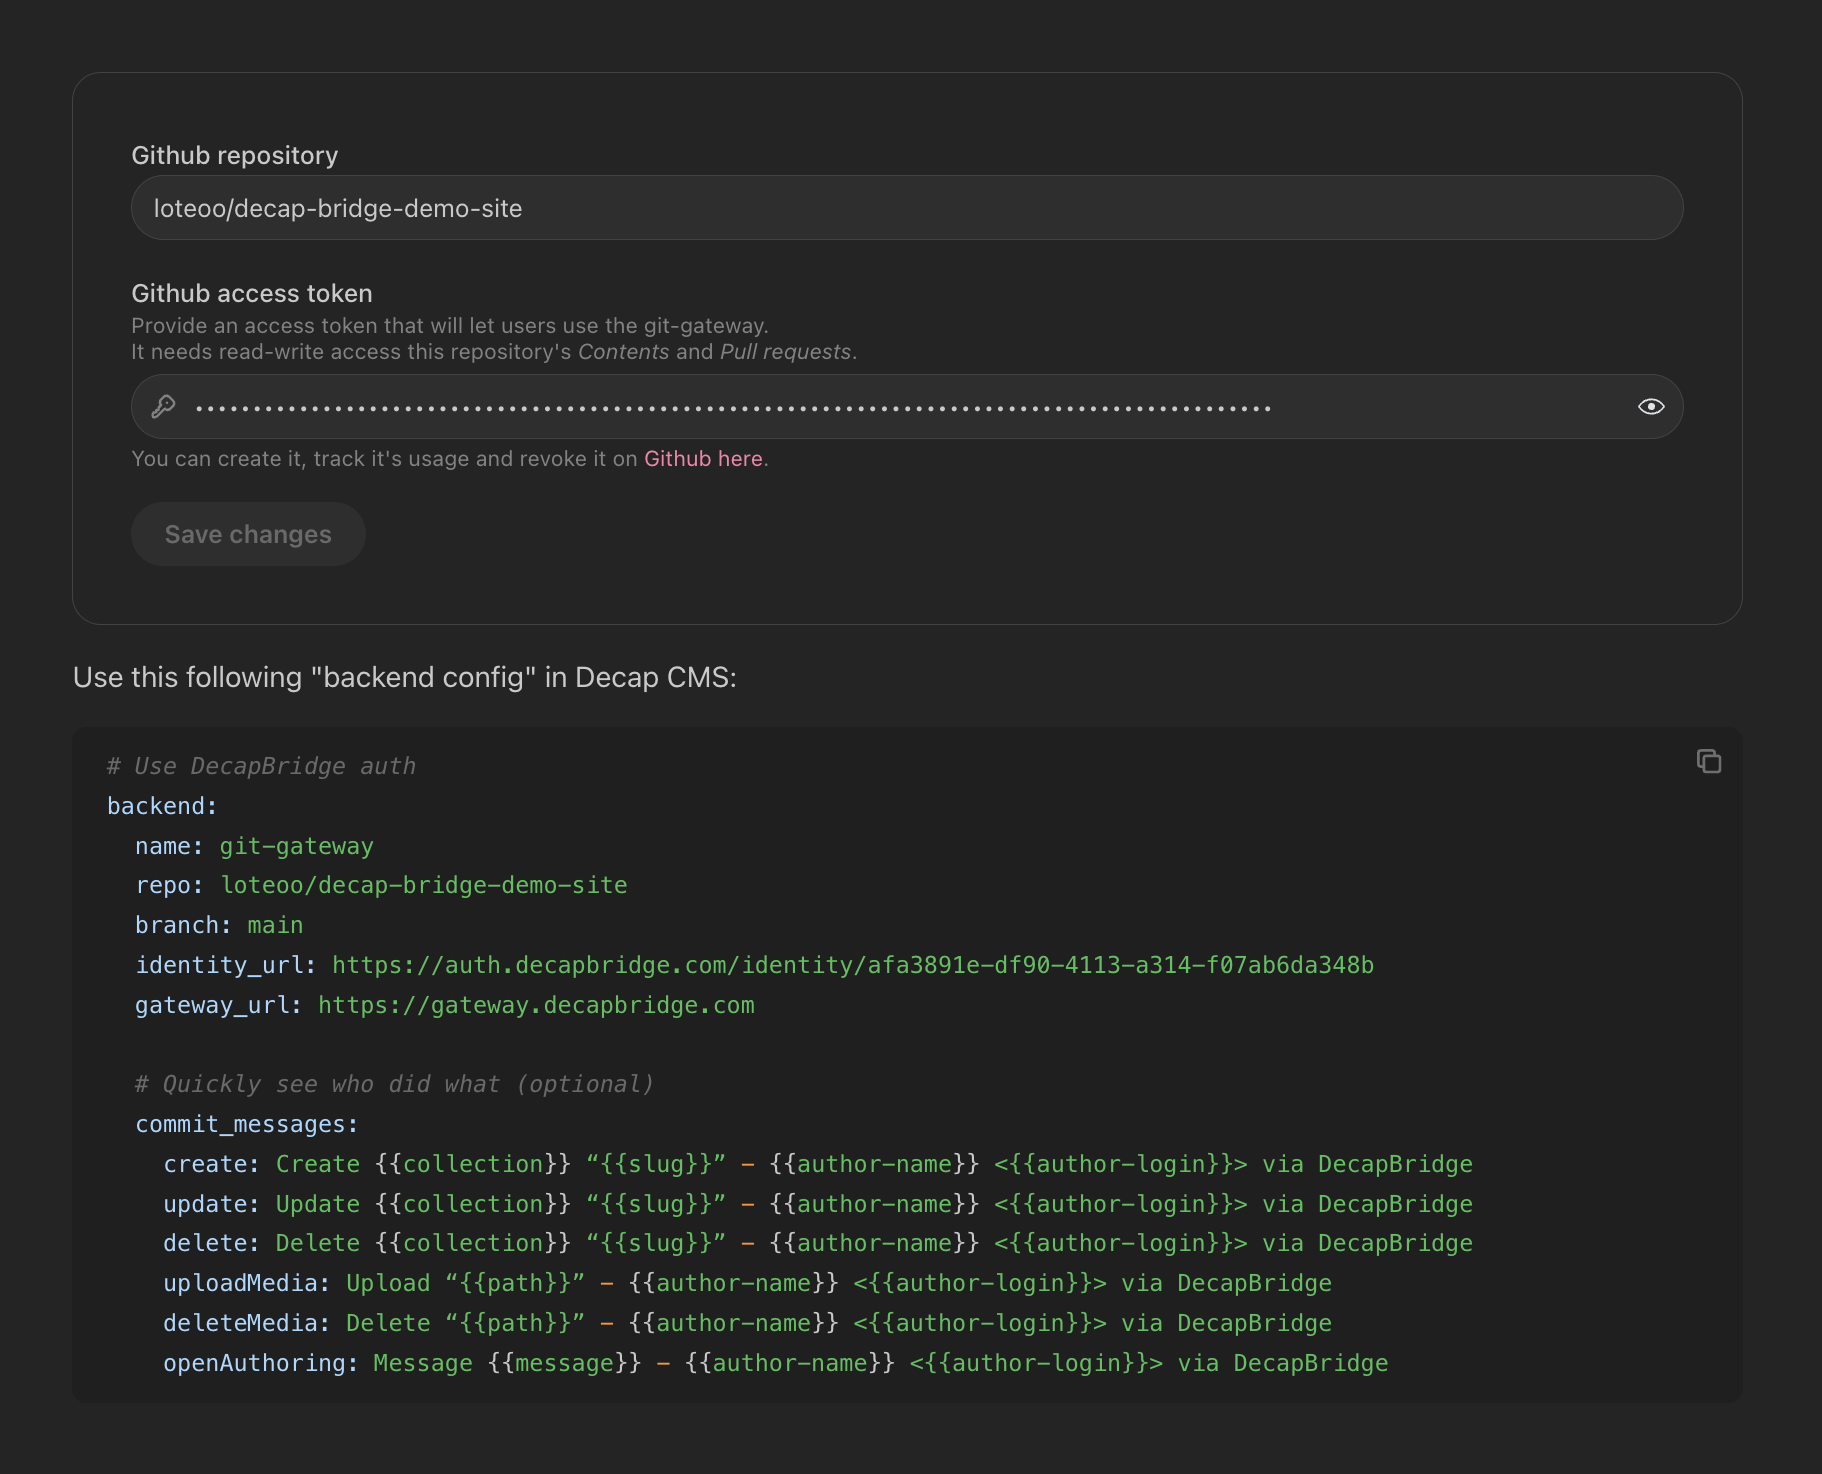 Github repository
loteoo/decap-bridge-demo-site
Github access token
Provide an access token that will let users use the git-gateway.
It needs read-write access this repository's Contents and Pull requests.
••••••••••••••••••••••••••••••••••••••••••••••••••••••••••••••••••••••••••••••••••••••••••••
You can create it, track it's usage and revoke it on Github here.
Save changes
Use this following "backend config" in Decap CMS:
# Use DecapBridge auth
backend:
  name: git-gateway
  repo: loteoo/decap-bridge-demo-site
  branch: main
  identity_url: https://auth.decapbridge.com/identity/afa3891e-df90-4113-a314-f07ab6da348b
  gateway_url: https://gateway.decapbridge.com
  # Quickly see who did what (optional)
  commit_messages:
    create: Create {{collection}} “{{slug}}” - {{author-name}} <{{author-login}}> via DecapBridge
    update: Update {{collection}} “{{slug}}” - {{author-name}} <{{author-login}}> via DecapBridge
    delete: Delete {{collection}} “{{slug}}” - {{author-name}} <{{author-login}}> via DecapBridge
    uploadMedia: Upload “{{path}}” - {{author-name}} <{{author-login}}> via DecapBridge
    deleteMedia: Delete “{{path}}” - {{author-name}} <{{author-login}}> via DecapBridge
    openAuthoring: Message {{message}} - {{author-name}} <{{author-login}}> via DecapBridge